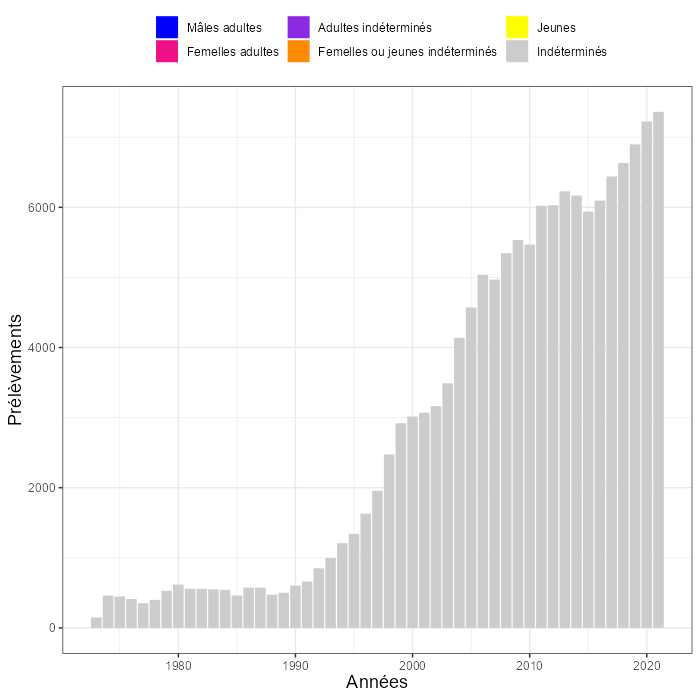 Mâles adultes
Adultes indéterminés
Jeunes
Femelles adultes
Femelles ou jeunes indéterminés
Indéterminés
Prélèvements
6000
4000
2000
0
1980
1990
2000
2010
2020
Années